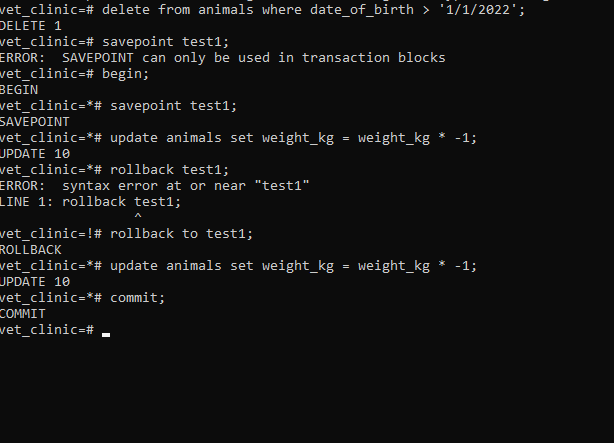 vet_clinic=# delete from animals where date_of_birth > '1/1/2022';
DELETE 1
vet_clinic=# savepoint test1;
ERROR:  SAVEPOINT can only be used in transaction blocks
vet_clinic=# begin;
BEGIN
vet_clinic=*# savepoint test1;
SAVEPOINT
vet_clinic=*# update animals set weight_kg = weight_kg * -1;
UPDATE 10
vet_clinic=*# rollback test1;
ERROR:  syntax error at or near "test1"
LINE 1: rollback test1;
                 ^
vet_clinic=!# rollback to test1;
ROLLBACK
vet_clinic=*# update animals set weight_kg = weight_kg * -1;
UPDATE 10
vet_clinic=*# commit;
COMMIT
vet_clinic=#